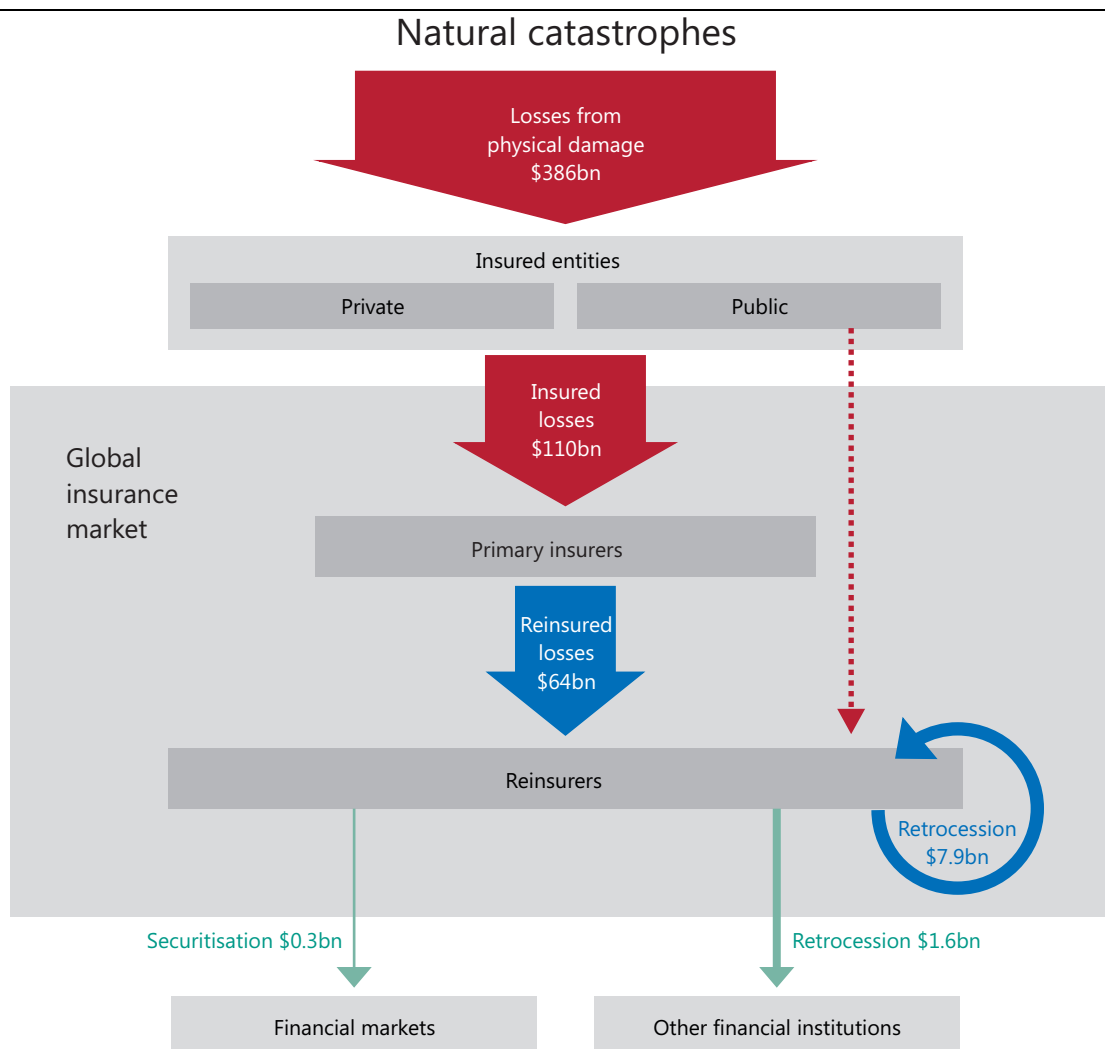 Natural catastrophes
Losses from
physical damage
$386bn
Insured entities
Private
Public
Insured
losses
$110bn
Global
insurance
market
Primary insurers
Reinsured
losses
$64bn
Reinsurers
Retrocession
$7.9bn
Securitisation $0.3bn
Retrocession $1.6bn
Financial markets
Other financial institutions